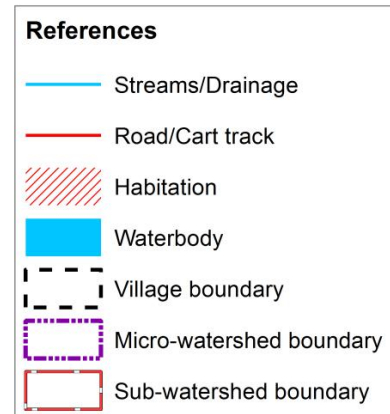 References
Streams/Drainage
Road/Cart track
Habitation
Waterbody
Village boundary
Micro-watershed boundary
Sub-watershed boundary